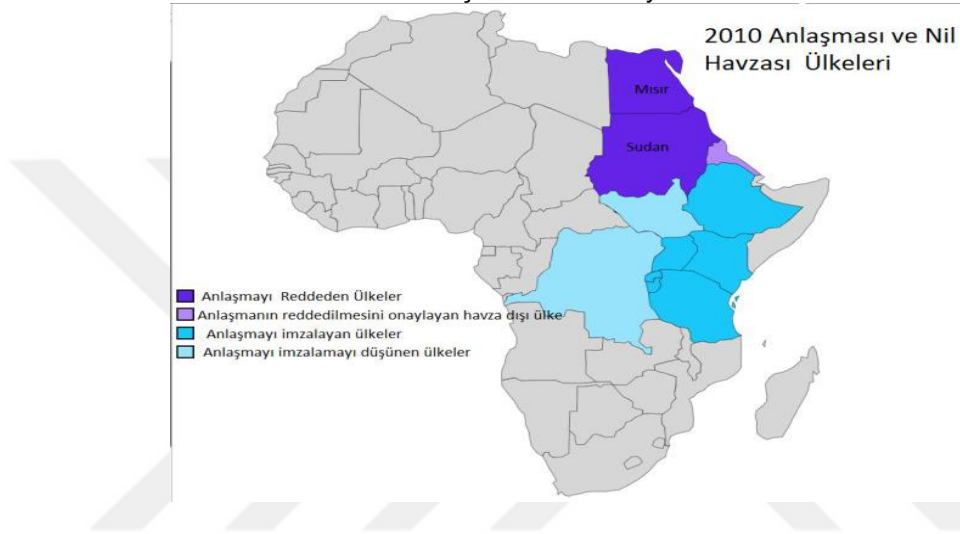 2010 Anlaşması ve Nil
Havzası Ülkeleri
Mısır
Sudan
Anlaşmayı Reddeden Ülkeler
Anlaşmanın reddedilmesini onaylayan havza dışı ülke
Anlaşmayı imzalayan ülkeler
Anlaşmayı imzalamayı düşünen ülkeler